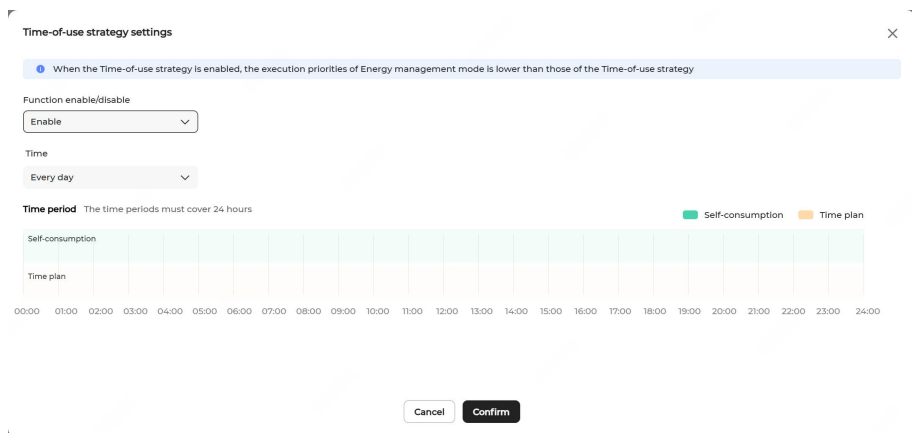 Time-of-use strategy settings
When the Time-of-use strategy is enabled, the execution priorities of Energy management mode is lower than those of the Time-of-use strategy
Function enable/disable
Enable
Time
Every day
Time period The time periods must cover 24 hours
Self-consumption Time plan
Self-consumption
Time plan
00:00 01:00 02:00 03:00 04:00 05:00 06:00 07:00 08:00 09:00 10:00 11:00 12:00 13:00 14:00 15:00 16:00 17:00 18:00 19:00 20:00 21:00 22:00 23:00 24:00
Cancel Confirm